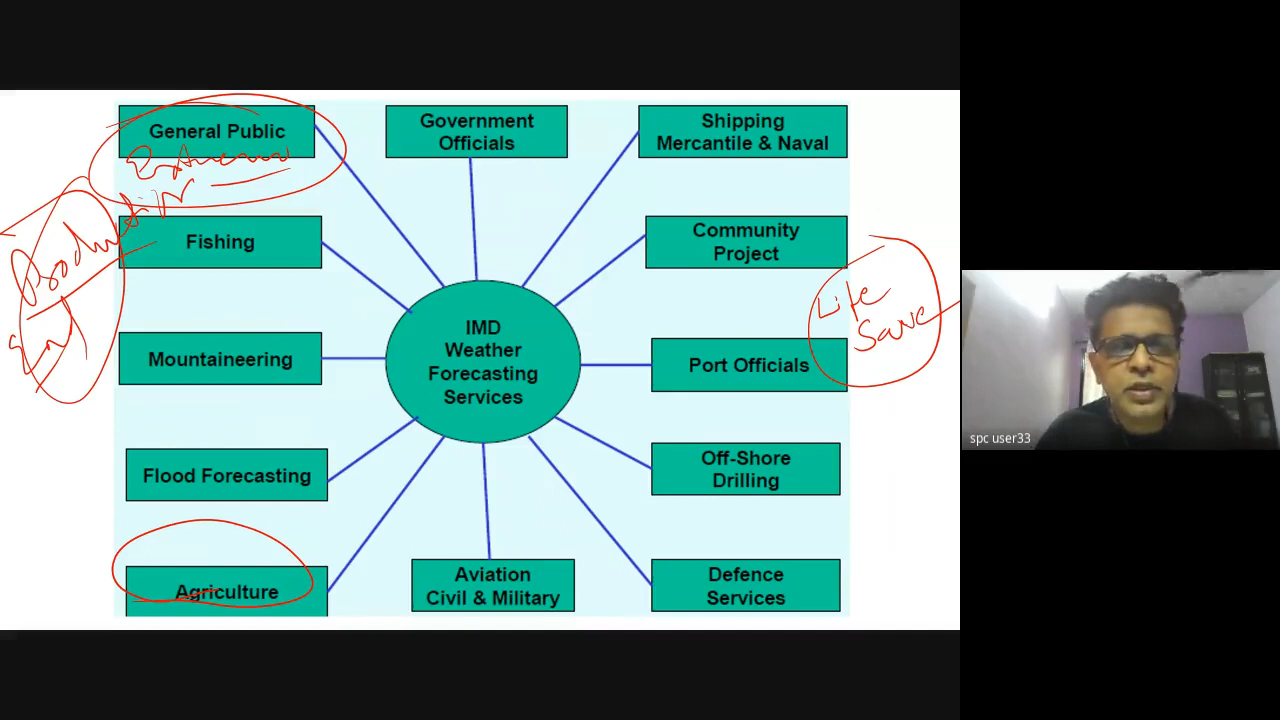 General Public
Government
Officials
Shipping
Mercantile & Naval
Fishing
Community
Project
Life
Save
IMD
Weather
Forecasting
Services
Mountaineering
Port Officials
Flood Forecasting
Off-Shore
Drilling
Agriculture
Aviation
Civil & Military
Defence
Services
spc user33